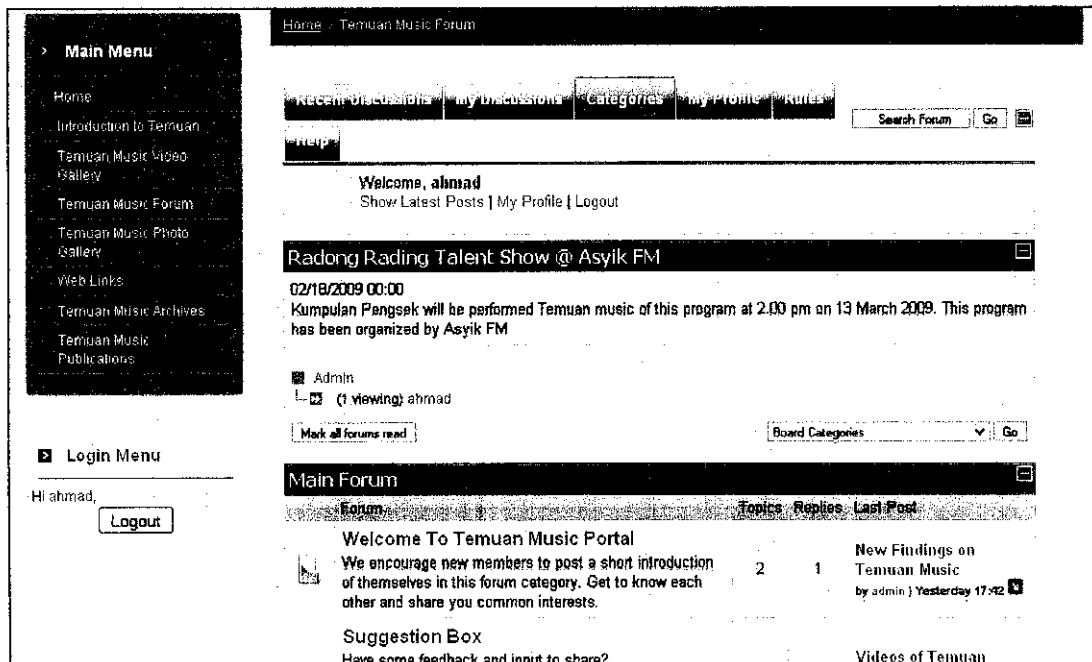 Main Menu
Home
Introduction to Temuan
Temuan Music Video
Gallery
Temuan Music Forum
Temuan Music Photo
Gallery
Web Links
Temuan Music Archives
Temuan Music
Publications
Login Menu
Hi ahmad,
Logout
Home Temuan Music Forum
Recent Discussions My Discussions Categories My Profile Rules
Search Forum Go
Help
Welcome, ahmad
Show Latest Posts | My Profile | Logout
Radong Rading Talent Show @ Asyik FM
02/18/2009 00:00
Kumpulan Pengsek will be performed Temuan music of this program at 2.00 pm on 13 March 2009. This program
has been organized by Asyik FM
Admin
(1 viewing) ahmad
Mark all forums read
Board Categories Go
Main Forum
Forum Topics Replies Last Post
Welcome To Temuan Music Portal
We encourage new members to post a short introduction
of themselves in this forum category. Get to know each
other and share you common interests.
2 1
New Findings on
Temuan Music
by admin | Yesterday 17:42
Suggestion Box
Have some feedback and input to share?
Videos of Temuan